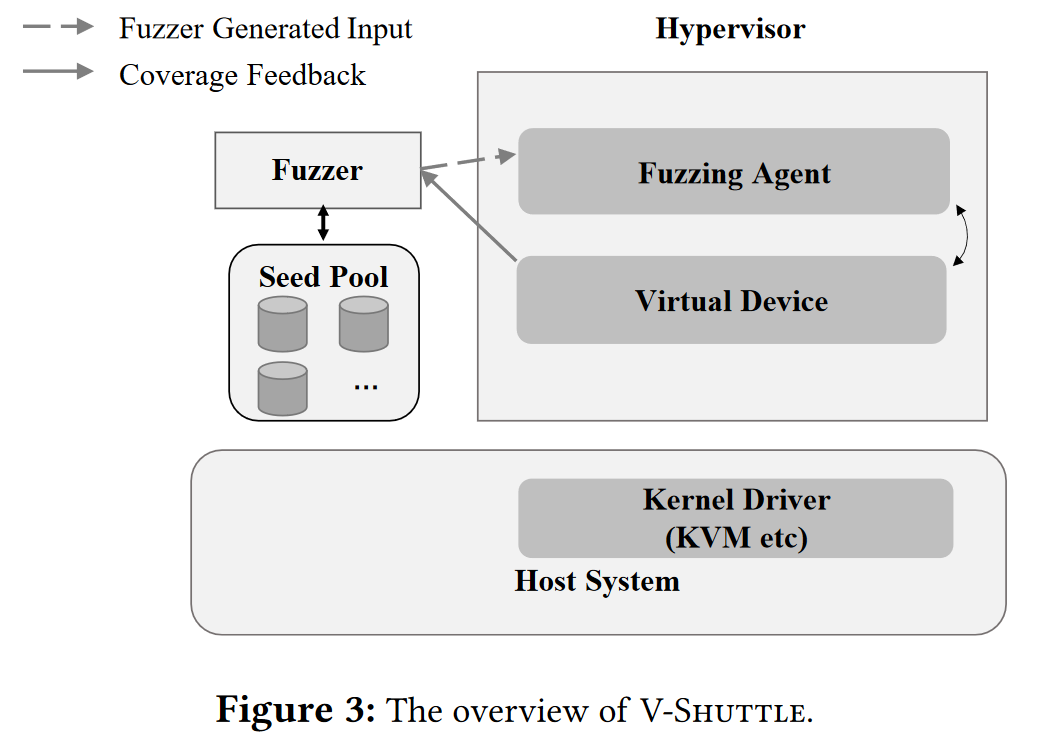 Fuzzer Generated Input
Coverage Feedback
Hypervisor
Fuzzer
Fuzzing Agent
Seed Pool
...
Virtual Device
Kernel Driver
(KVM etc)
Host System
Figure 3: The overview of V-SHUTTLE.